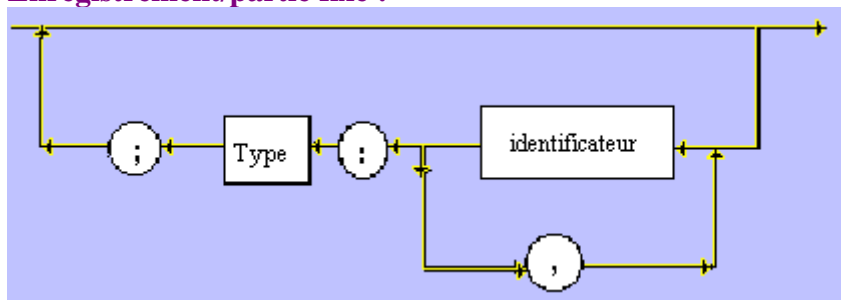 ; Type : identificateur
,